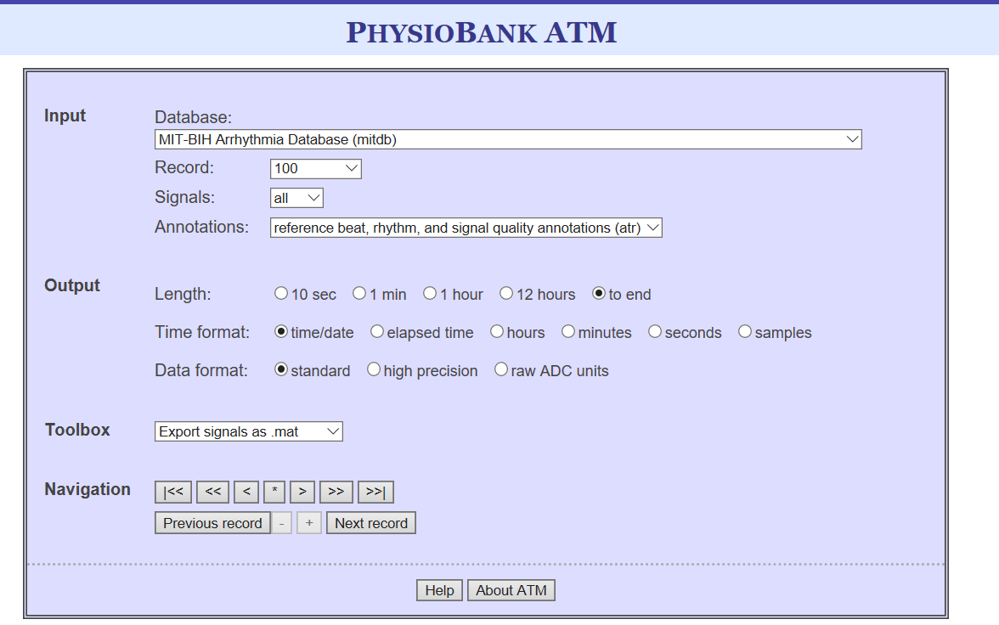 PHYSIOBANK ATM
Input
Database:
MIT-BIH Arrhythmia Database (mitdb)
Record: 100
Signals: all
Annotations: reference beat, rhythm, and signal quality annotations (atr)
Output
Length: 10 sec 1 min 1 hour 12 hours to end
Time format: time/date elapsed time hours minutes seconds samples
Data format: standard high precision raw ADC units
Toolbox Export signals as .mat
Navigation |<< << < * > >> >>|
Previous record - + Next record
Help About ATM